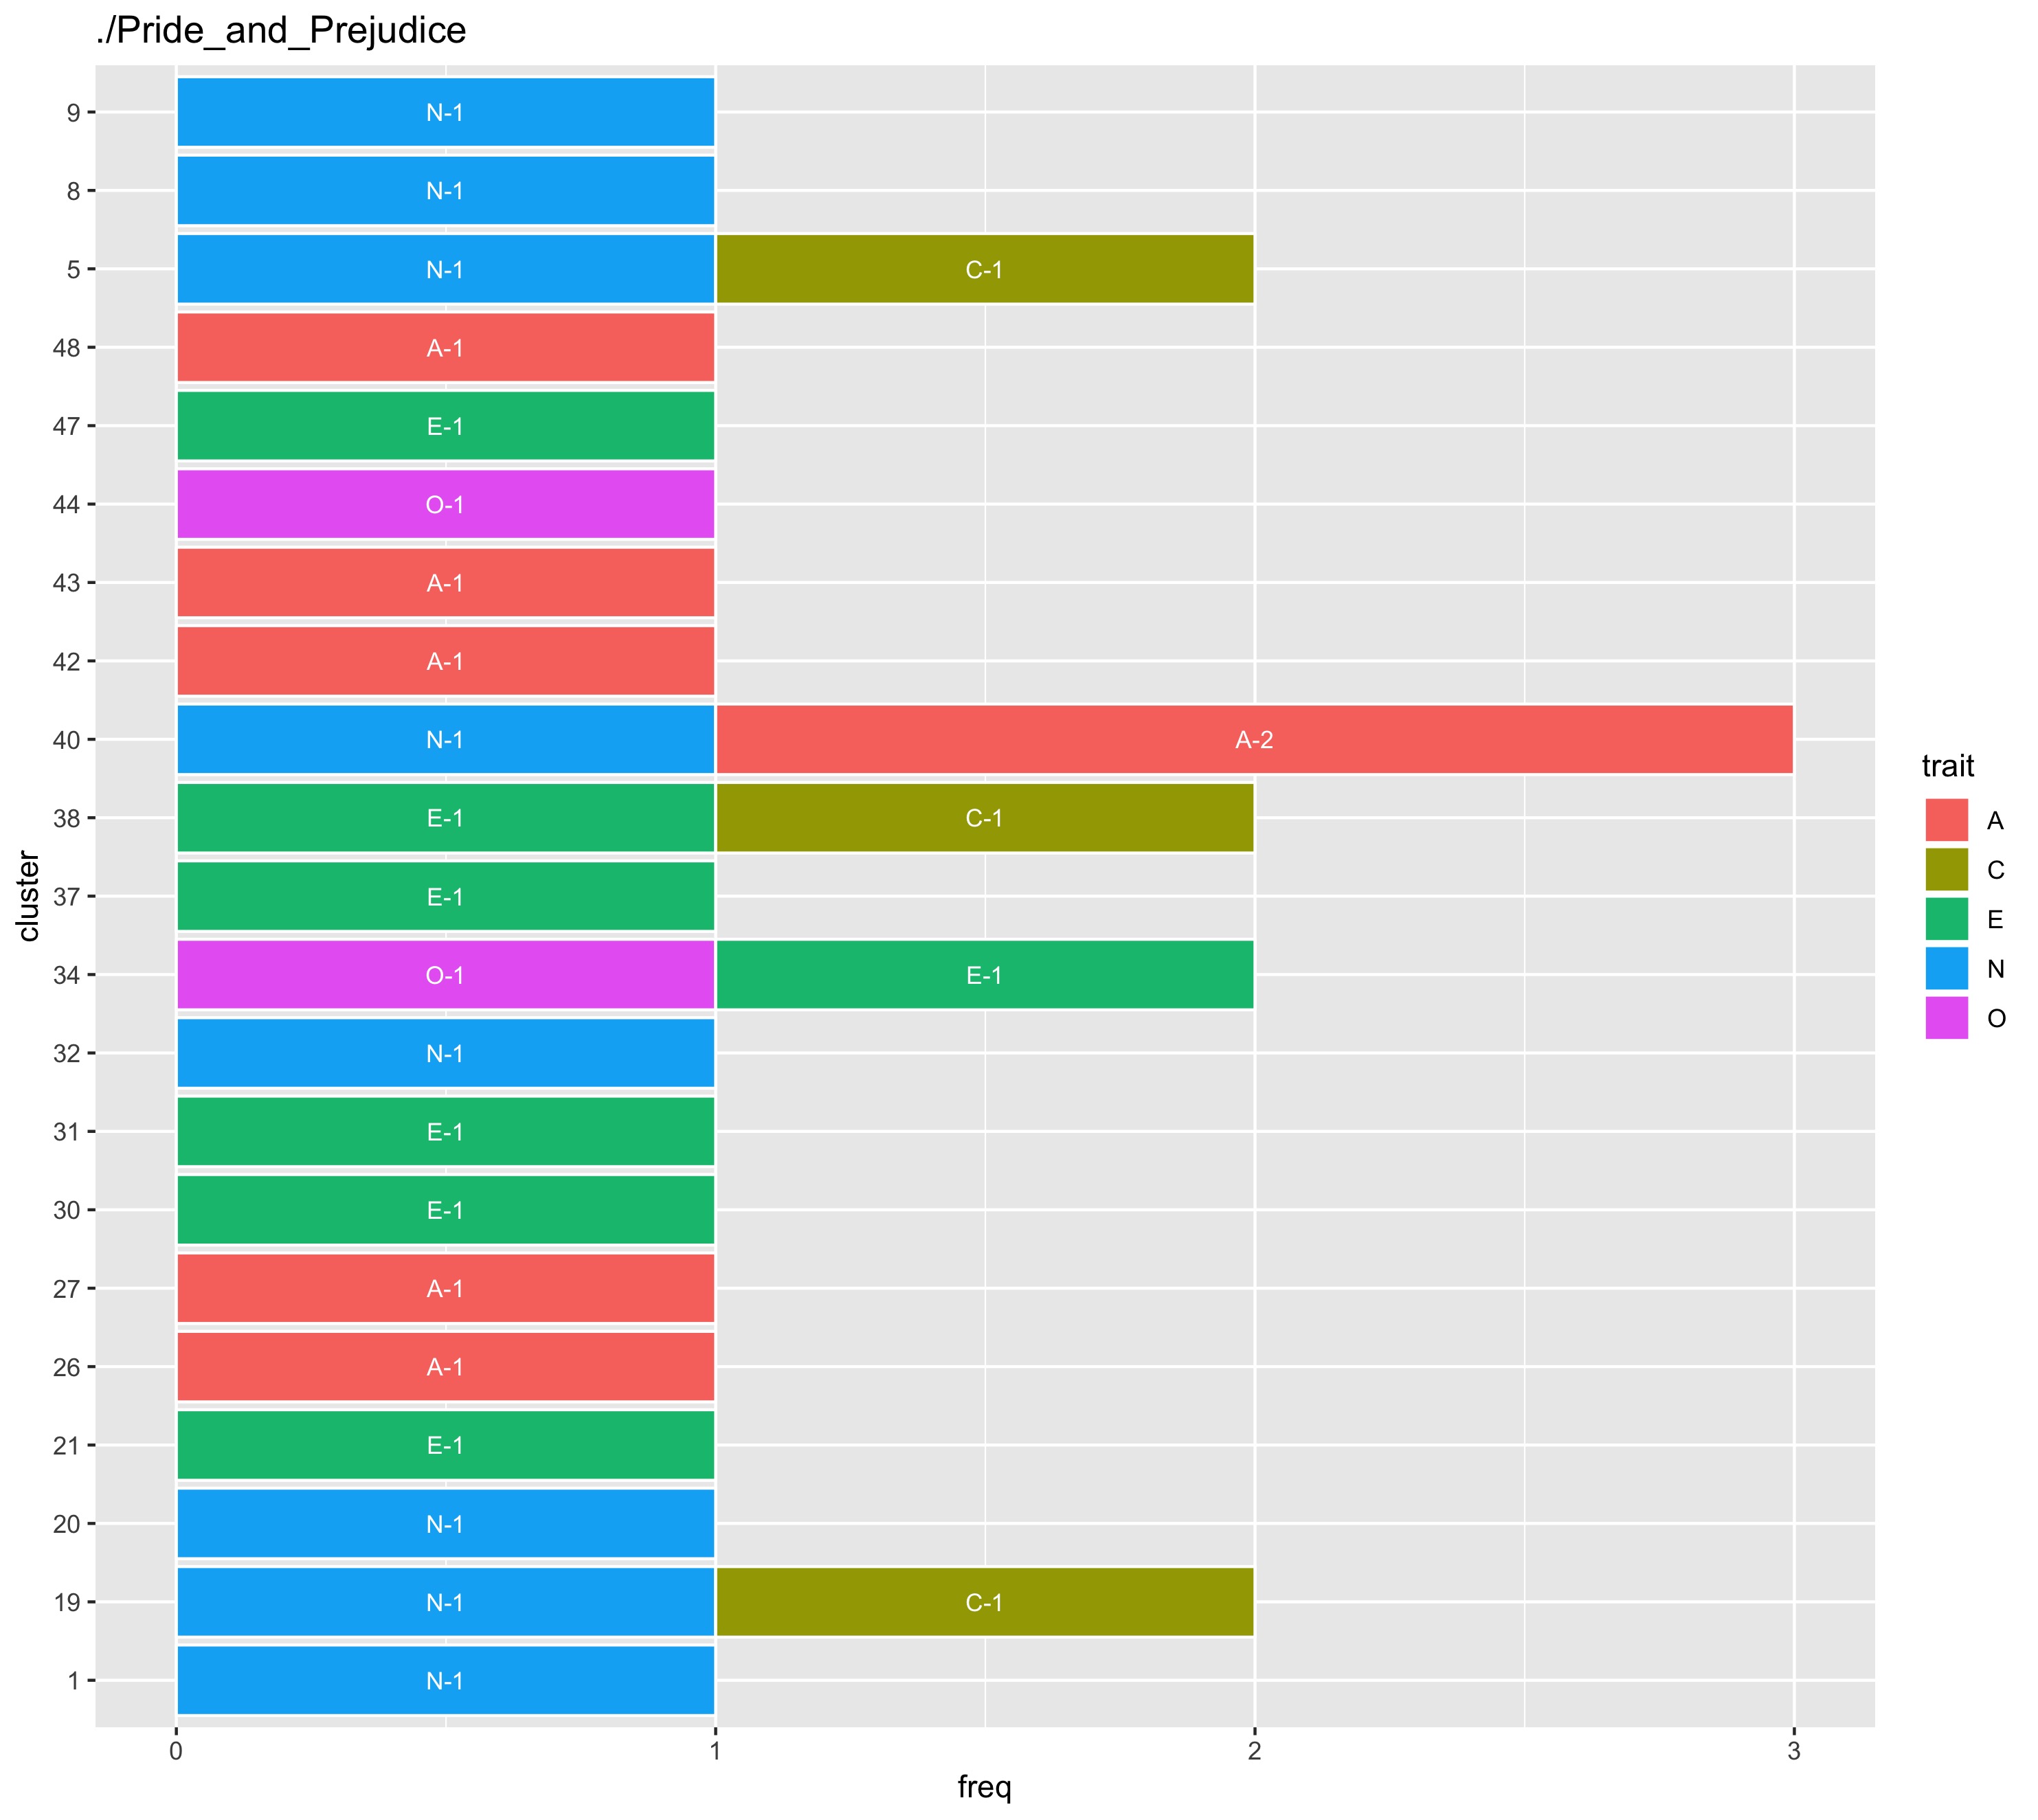 ./Pride_and_Prejudice
9 N-1
8 N-1
5 N-1 C-1
48 A-1
47 E-1
44 O-1
43 A-1
42 A-1
40 N-1 A-2
38 E-1 C-1
37 E-1
34 O-1 E-1
32 N-1
31 E-1
30 E-1
27 A-1
26 A-1
21 E-1
20 N-1
19 N-1 C-1
1 N-1
0 1 2 3
freq
cluster
trait
A
C
E
N
O